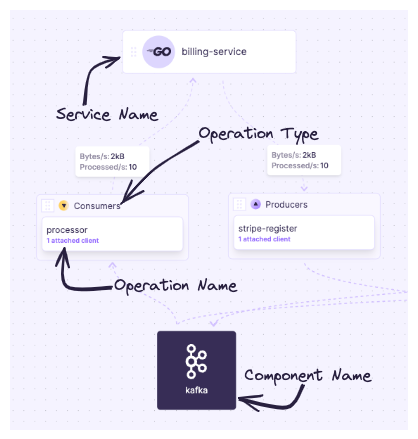 GO
billing-service
Service Name
Operation Type
Bytes/s: 2kB
Processed/s: 10
Bytes/s: 2kB
Processed/s: 10
Consumers
Producers
processor
1 attached client
stripe-register
1 attached client
Operation Name
kafka
Component Name